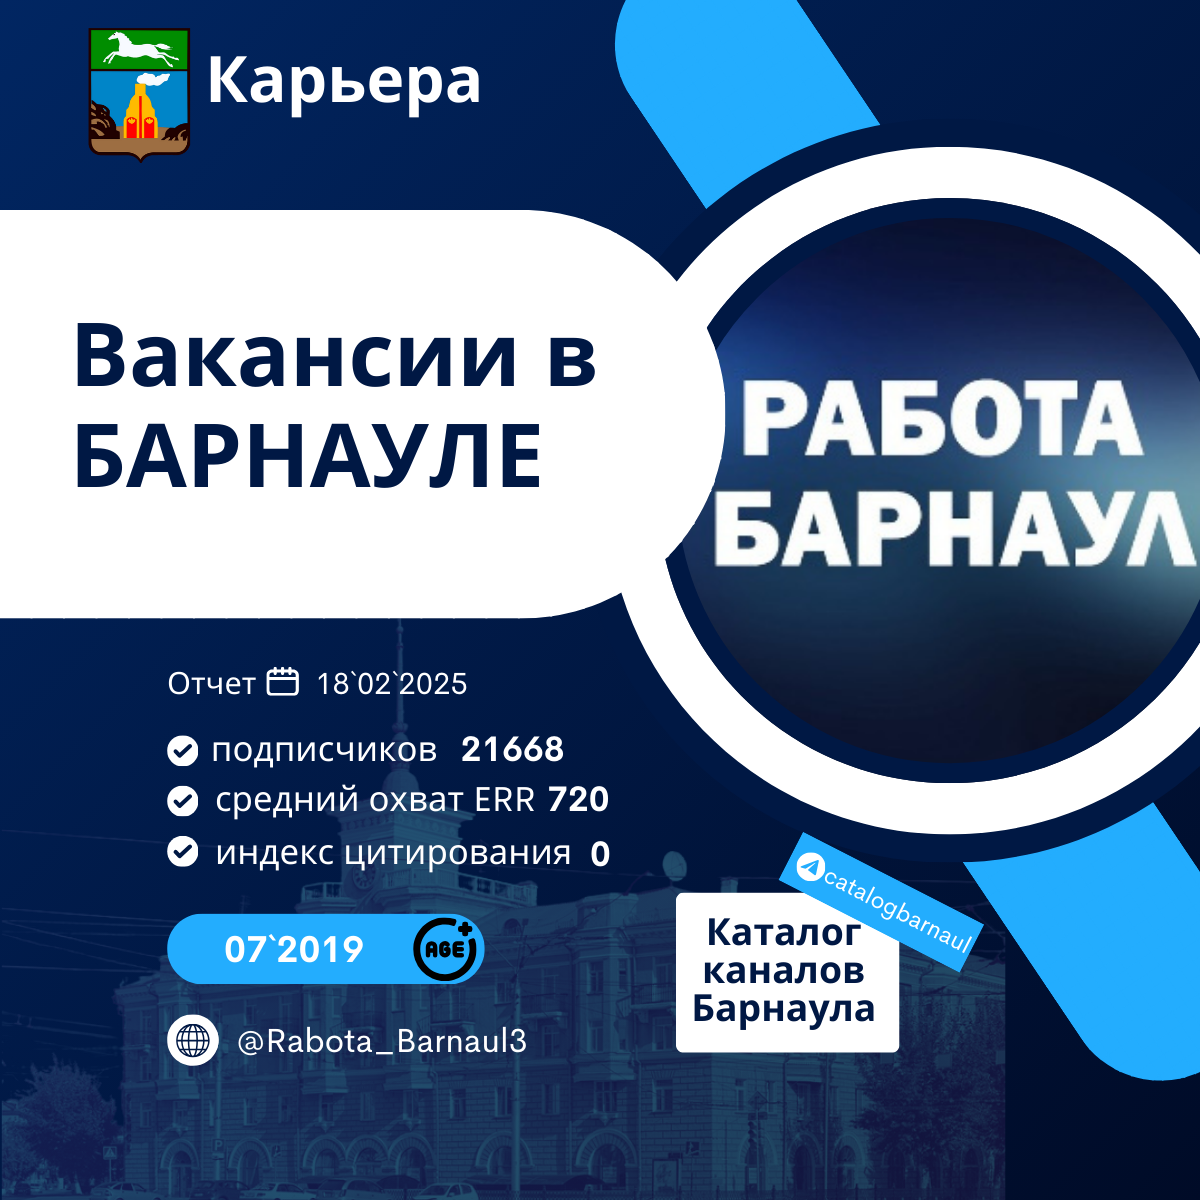 Карьера
Вакансии в
БАРНАУЛЕ
РАБОТА
БАРНАУЛ
Отчет 18`02`2025
подписчиков 21668
средний охват ERR 720
индекс цитирования 0
07`2019 AGE+
@Rabota_Barnaul3
catalogbarnaul
Каталог
каналов
Барнаула